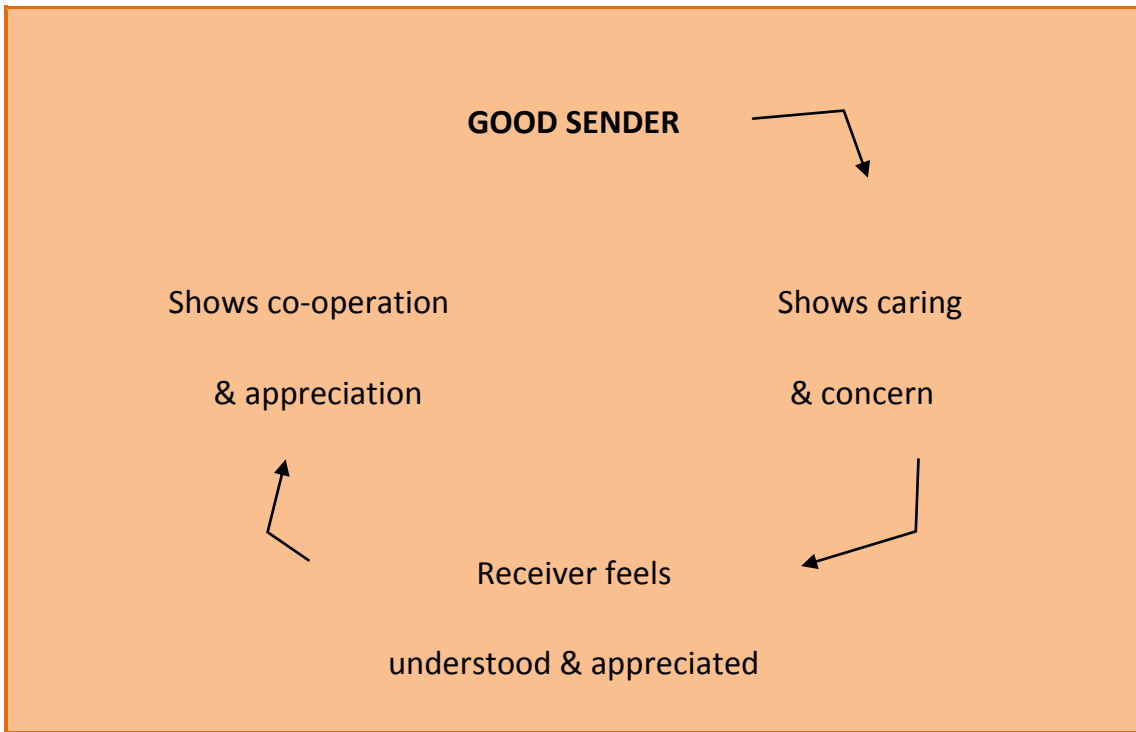 GOOD SENDER
Shows co-operation
& appreciation
Shows caring
& concern
Receiver feels
understood & appreciated